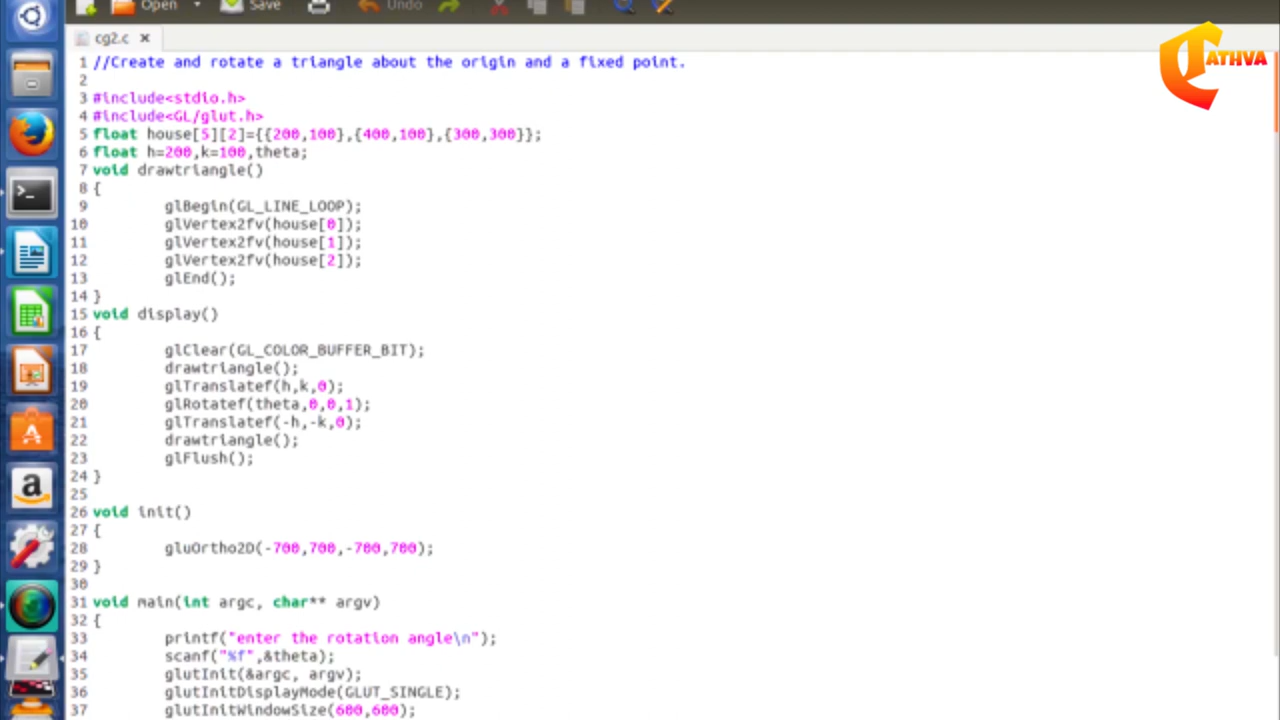 Open Save Undo
cg2.c
ATHVA
1 //Create and rotate a triangle about the origin and a fixed point.
2
3 #include<stdio.h>
4 #include<GL/glut.h>
5 float house[5][2]={{200,100},{400,100},{300,300}};
6 float h=200,k=100,theta;
7 void drawtriangle()
8 {
9 glBegin(GL_LINE_LOOP);
10 glVertex2fv(house[0]);
11 glVertex2fv(house[1]);
12 glVertex2fv(house[2]);
13 glEnd();
14 }
15 void display()
16 {
17 glClear(GL_COLOR_BUFFER_BIT);
18 drawtriangle();
19 glTranslatef(h,k,0);
20 glRotatef(theta,0,0,1);
21 glTranslatef(-h,-k,0);
22 drawtriangle();
23 glFlush();
24 }
25
26 void init()
27 {
28 gluOrtho2D(-700,700,-700,700);
29 }
30
31 void main(int argc, char** argv)
32 {
33 printf("enter the rotation angle\n");
34 scanf("%f",&theta);
35 glutInit(&argc, argv);
36 glutInitDisplayMode(GLUT_SINGLE);
37 glutInitWindowSize(600,600);